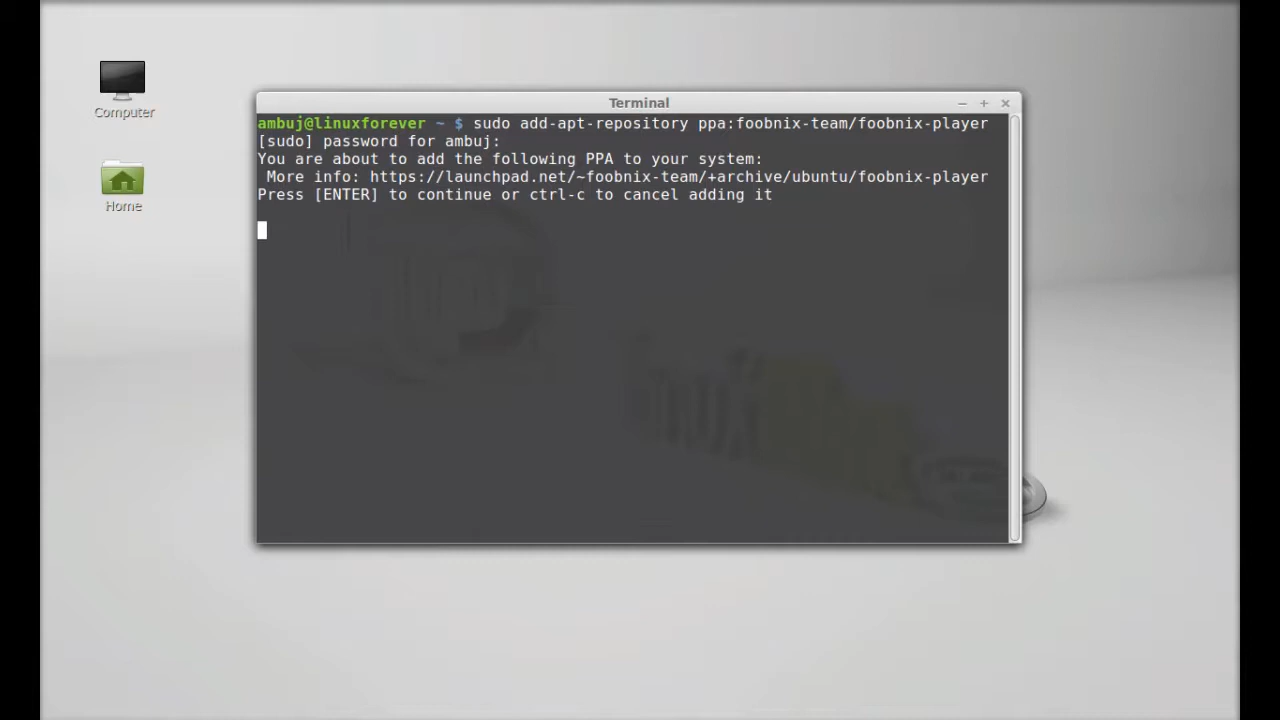 Computer
Home
Terminal
ambuj@linuxforever ~ $ sudo add-apt-repository ppa:foobnix-team/foobnix-player
[sudo] password for ambuj:
You are about to add the following PPA to your system:
 More info: https://launchpad.net/~foobnix-team/+archive/ubuntu/foobnix-player
Press [ENTER] to continue or ctrl-c to cancel adding it